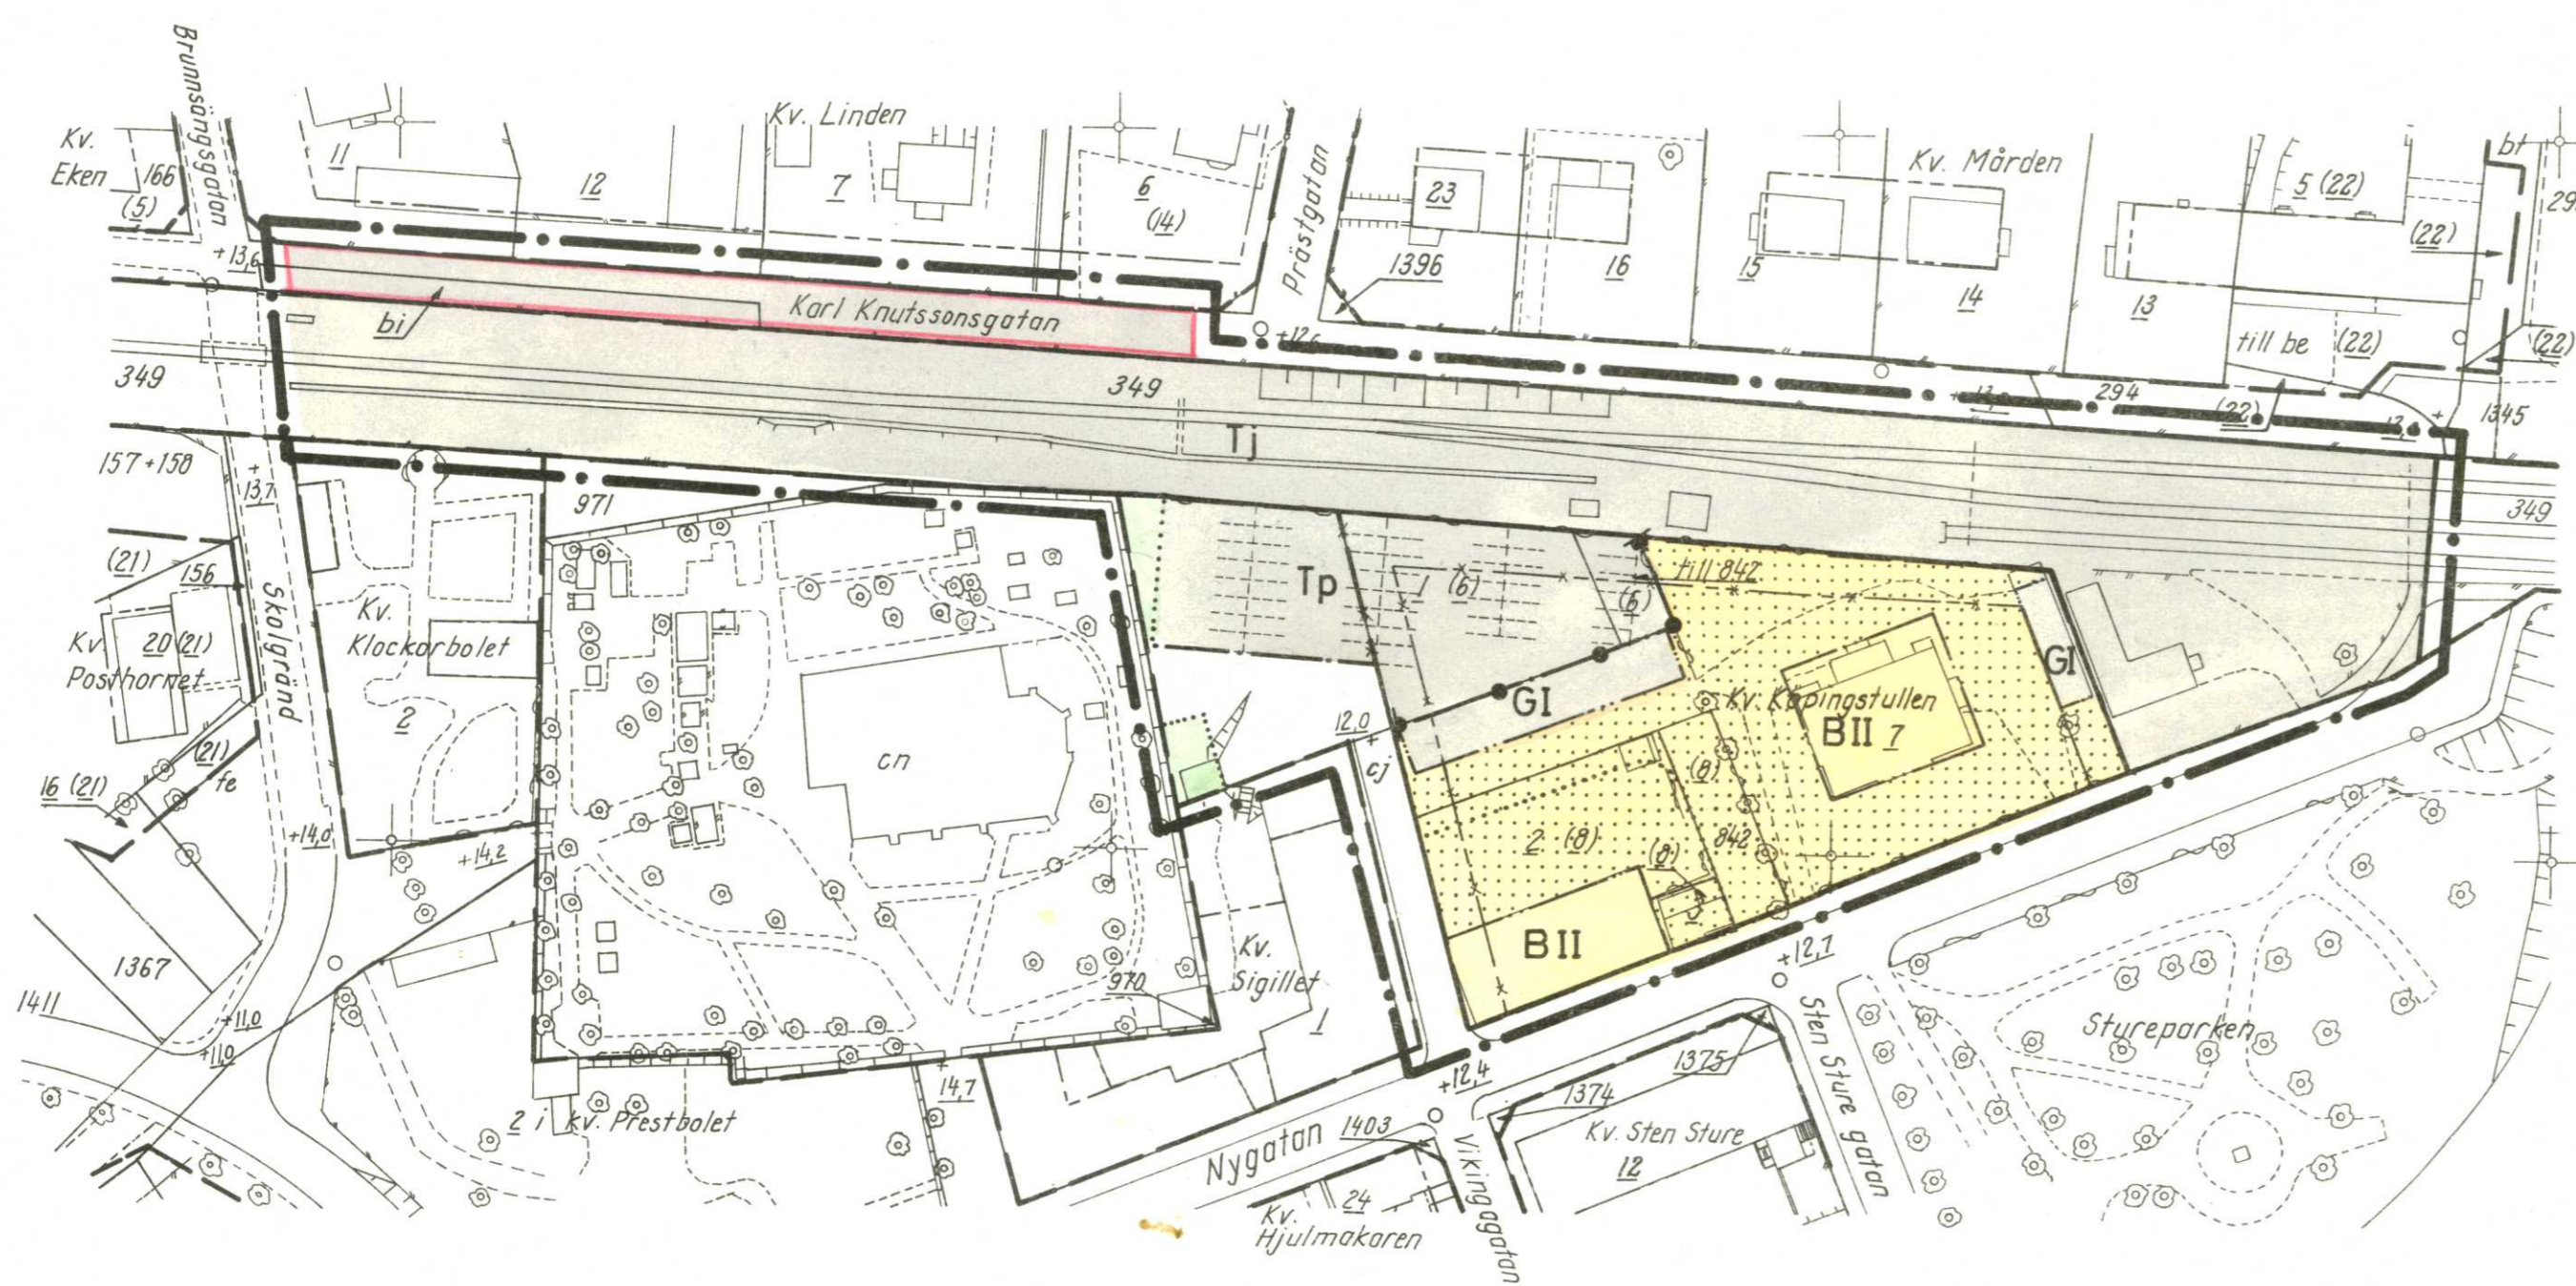 Brunnsängsgatan
Kv.
Eken
166
(5)
11
12
Kv. Linden
7
6
(14)
Prästgatan
23
1396
16
15
Kv. Mården
14
13
5 (22)
bt
(22)
29
till be
(22)
(22)
294
(22)
1345
+13,6
bi
Karl Knutssonsgatan
349
349
Tj
349
157+158
+
13,7
971
(21)
156
Kv.
Posthornet
20 (21)
Skolgränd
Kv.
Klockarbolet
2
(21)
fe
16 (21)
+14,0
+14,2
1367
1411
+11,0
+11,0
cn
970
Tp
1 (6)
(6)
till 842
GI
GI
Kv. Köpingstullen
BII 7
12,0
+
cj
(8)
2 (8)
(8)
842
3
BII
Kv.
Sigillet
1
+12,1
+12,4
14,7
2 i kv. Prestbolet
Nygatan
1403
1374
1375
Kv. Sten Sture
12
Sten Sture gatan
Stureparken
24
Kv.
Hjulmakaren
Vikingagatan